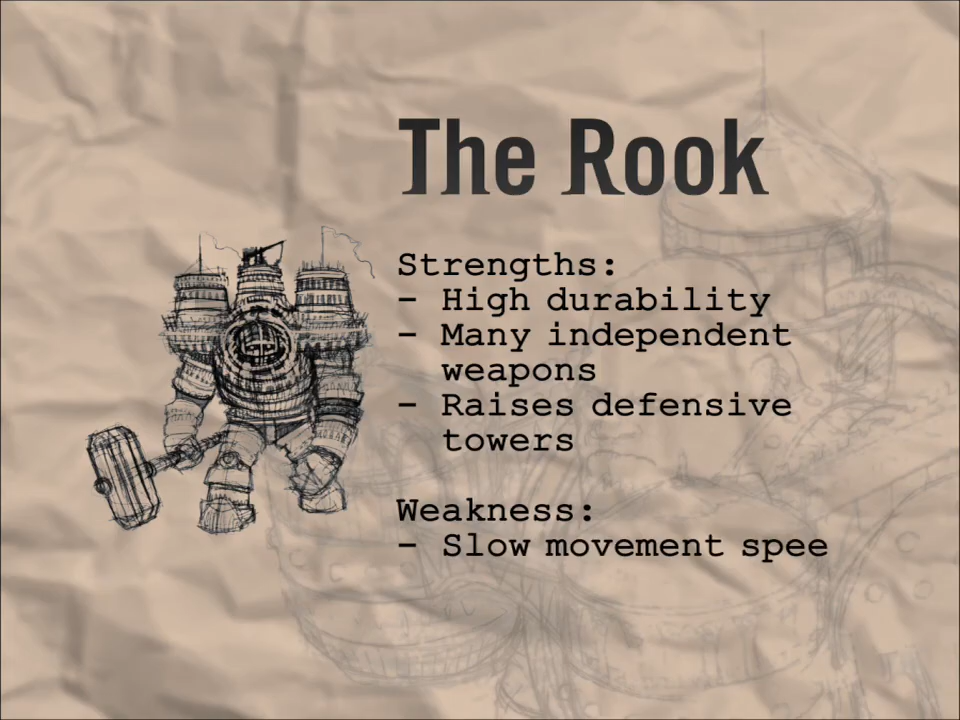 The Rook
Strengths:
- High durability
- Many independent
weapons
- Raises defensive
towers
Weakness:
- Slow movement spee